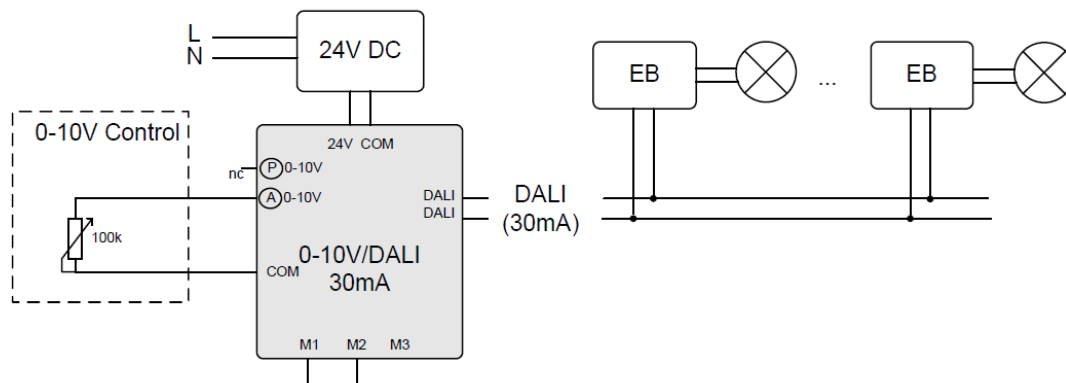 L
N
24V DC
EB
...
EB
0-10V Control
24V COM
nc
P 0-10V
A 0-10V
DALI
DALI
DALI
(30mA)
100k
COM
0-10V/DALI
30mA
M1 M2 M3